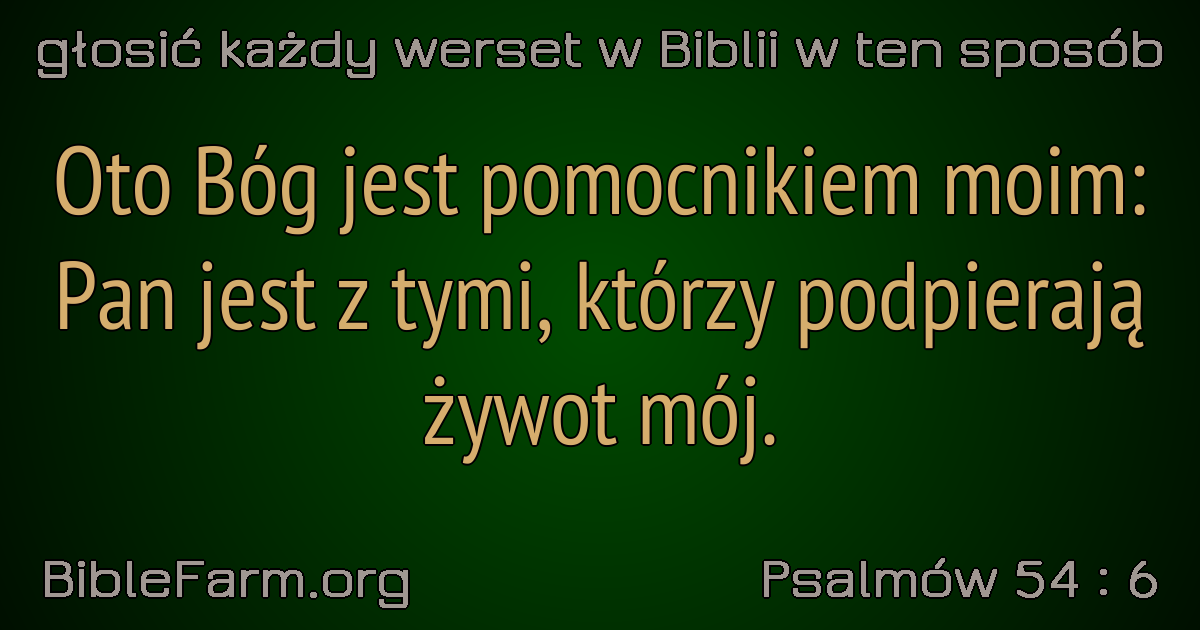 głosić każdy werset w Biblii w ten sposób
Oto Bóg jest pomocnikiem moim:
Pan jest z tymi, którzy podpierają
żywot mój.
BibleFarm.org
Psalmów 54 : 6